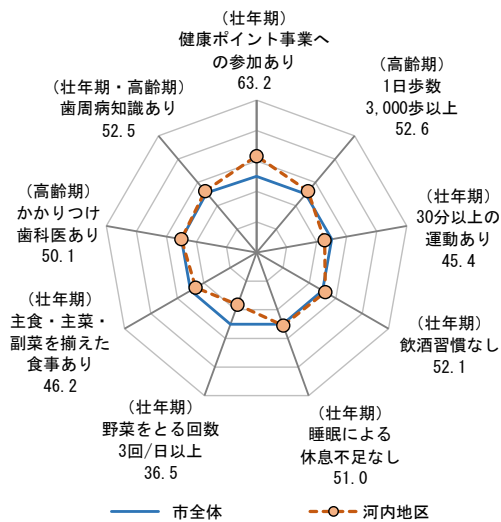 （壮年期）
健康ポイント事業へ
の参加あり
63.2
（高齢期）
1日歩数
3,000歩以上
52.6
（壮年期）
30分以上の
運動あり
45.4
（壮年期）
飲酒習慣なし
52.1
（壮年期）
睡眠による
休息不足なし
51.0
（壮年期）
野菜をとる回数
3回/日以上
36.5
（壮年期）
主食・主菜・
副菜を揃えた
食事あり
46.2
（高齢期）
かかりつけ
歯科医あり
50.1
（壮年期・高齢期）
歯周病知識あり
52.5
市全体
河内地区